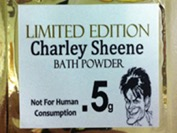 LIMITED EDITION
Charley Sheene
BATH POWDER
Not For Human
Consumption .5g